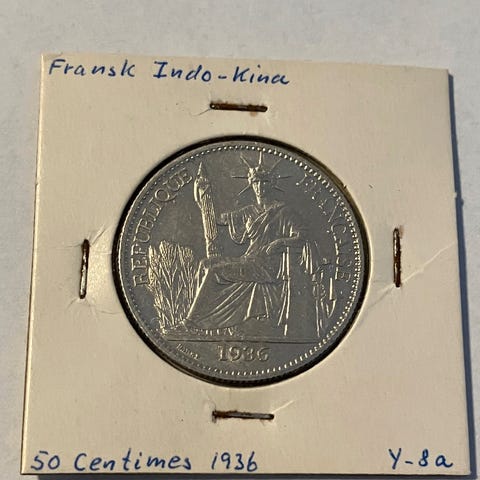 Fransk Indo-Kina
REPUBLIQUE FRANÇAISE
1936
50 Centimes 1936
Y-8a